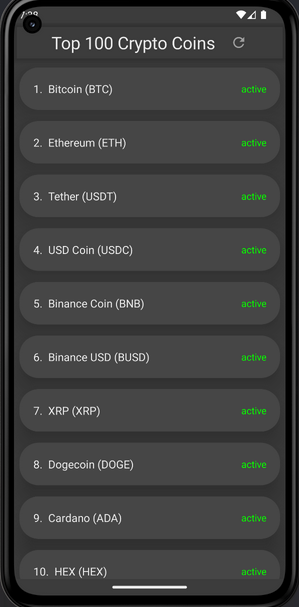 Top 100 Crypto Coins
1. Bitcoin (BTC) active
2. Ethereum (ETH) active
3. Tether (USDT) active
4. USD Coin (USDC) active
5. Binance Coin (BNB) active
6. Binance USD (BUSD) active
7. XRP (XRP) active
8. Dogecoin (DOGE) active
9. Cardano (ADA) active
10. HEX (HEX) active